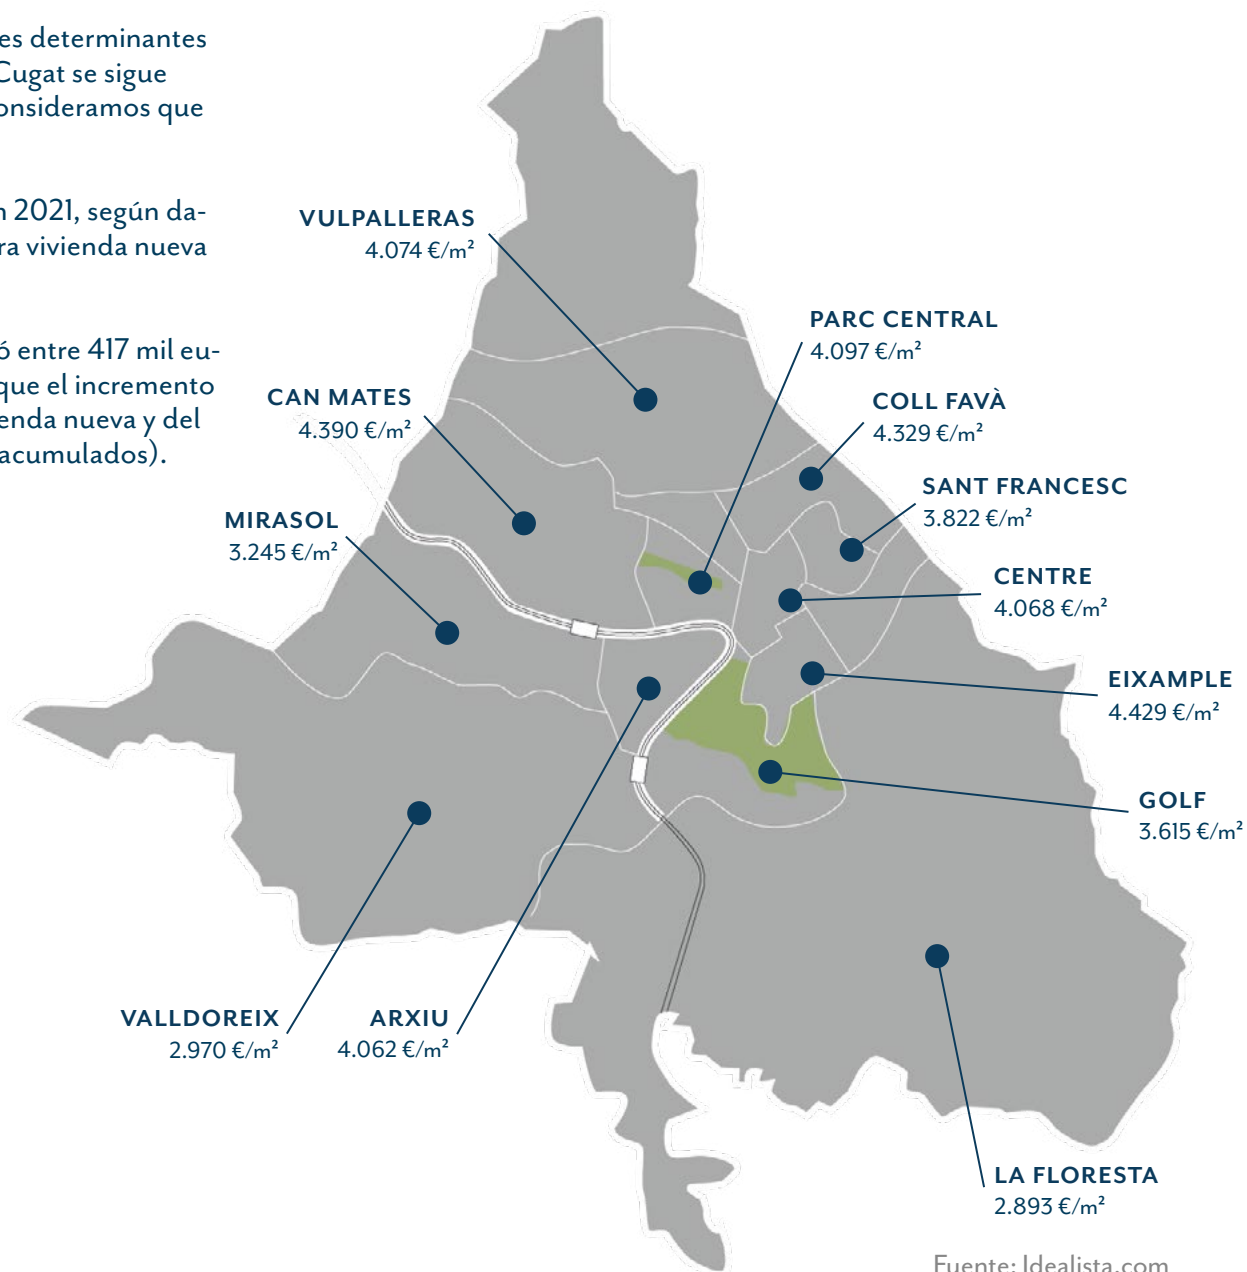 es determinantes
Cugat se sigue
onsideramos que
n 2021, según da-
ra vivienda nueva
ó entre 417 mil eu-
que el incremento
enda nueva y del
acumulados).
VULPALLERAS
4.074 €/m²
PARC CENTRAL
4.097 €/m²
CAN MATES
4.390 €/m²
COLL FAVÀ
4.329 €/m²
SANT FRANCESC
3.822 €/m²
MIRASOL
3.245 €/m²
CENTRE
4.068 €/m²
EIXAMPLE
4.429 €/m²
GOLF
3.615 €/m²
VALLDOREIX
2.970 €/m²
ARXIU
4.062 €/m²
LA FLORESTA
2.893 €/m²
Fuente: Idealista.com